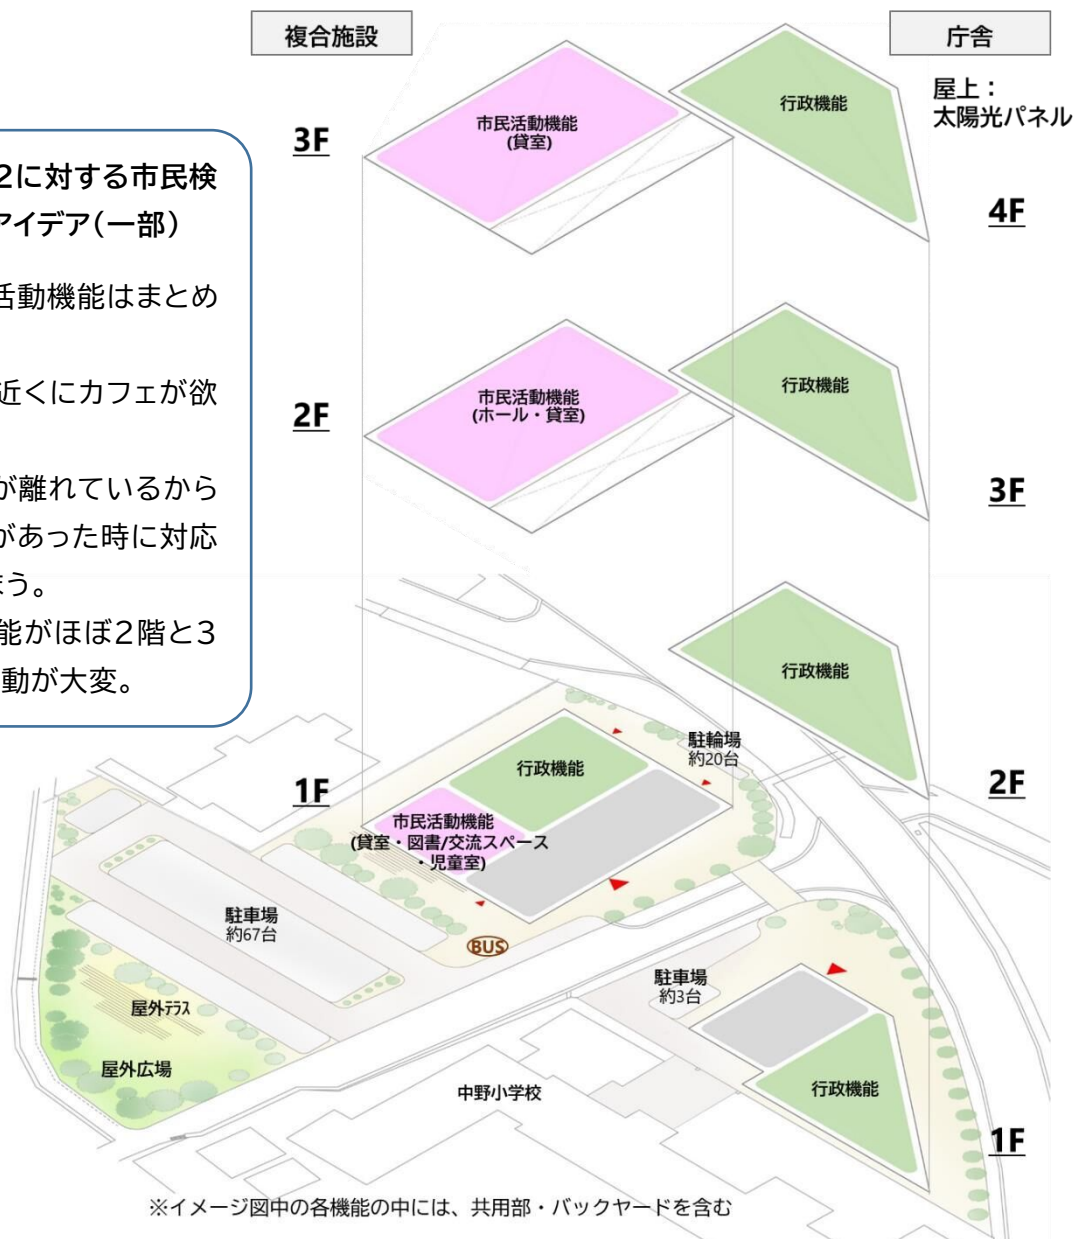 複合施設
庁舎
屋上：
太陽光パネル
3F
市民活動機能
(貸室)
行政機能
4F
2に対する市民検
アイデア(一部)
活動機能はまとめ
近くにカフェが欲
が離れているから
があった時に対応
まう。
能がほぼ2階と3
動が大変。
2F
市民活動機能
(ホール・貸室)
行政機能
3F
行政機能
2F
1F
行政機能
駐輪場
約20台
市民活動機能
(貸室・図書/交流スペース
・児童室)
駐車場
約67台
BUS
駐車場
約3台
屋外テラス
屋外広場
中野小学校
行政機能
1F
※イメージ図中の各機能の中には、共用部・バックヤードを含む